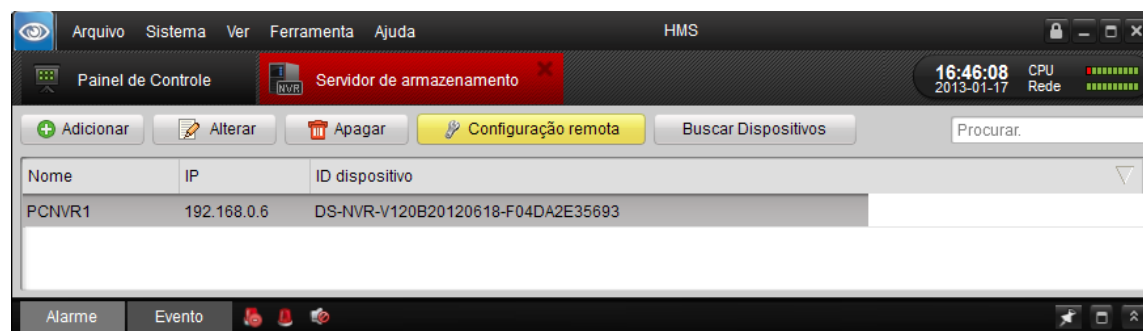 Arquivo Sistema Ver Ferramenta Ajuda HMS
Painel de Controle NVR Servidor de armazenamento 16:46:08 CPU
2013-01-17 Rede
Adicionar Alterar Apagar Configuração remota Buscar Dispositivos Procurar.
Nome IP ID dispositivo
PCNVR1 192.168.0.6 DS-NVR-V120B20120618-F04DA2E35693
Alarme Evento